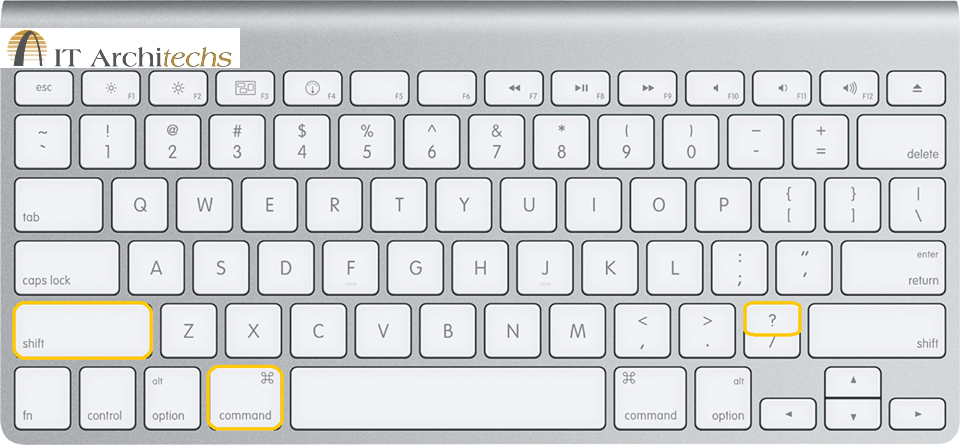 IT Architechs
esc F1 F2 F3 F4 F5 F6 F7 F8 F9 F10 F11 F12
~ ! @ # $ % ^ & * ( ) – +
` 1 2 3 4 5 6 7 8 9 0 - = delete
tab Q W E R T Y U I O P { [ } ] | \
caps lock A S D F G H J K L : ; ” ’ enter return
shift Z X C V B N M < , > . ? / shift
fn control alt option ⌘ command ⌘ command alt option